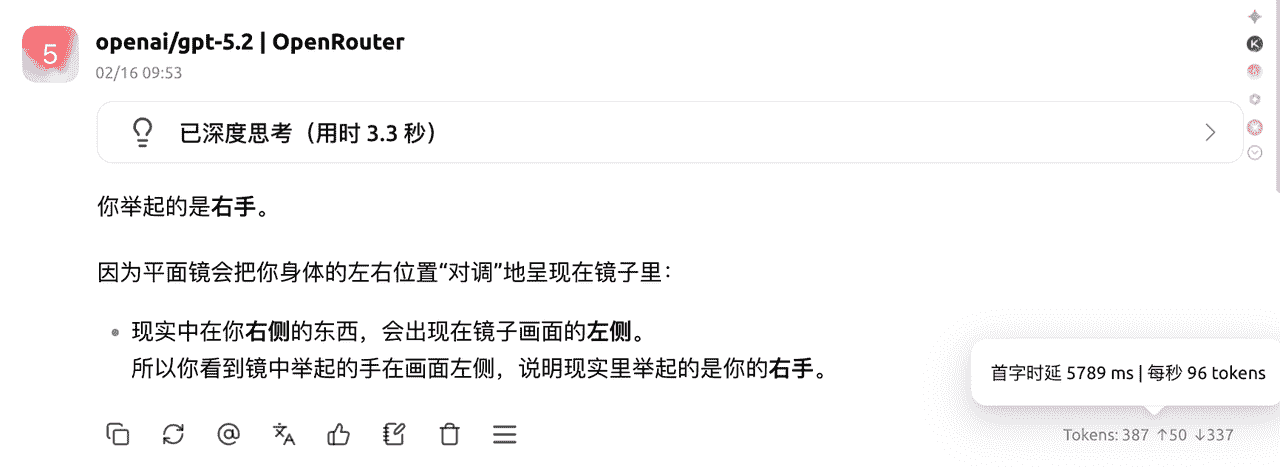 5
openai/gpt-5.2 | OpenRouter
02/16 09:53
已深度思考（用时 3.3 秒）
你举起的是右手。
因为平面镜会把你身体的左右位置“对调”地呈现在镜子里：
现实中在你右侧的东西，会出现在镜子画面的左侧。
所以你看到镜中举起的手在画面左侧，说明现实里举起的是你的右手。
首字时延 5789 ms | 每秒 96 tokens
Tokens: 387 ↑50 ↓337